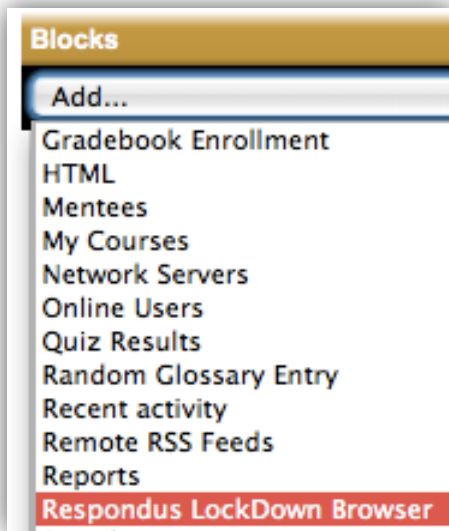 Blocks
Add...
Gradebook Enrollment
HTML
Mentees
My Courses
Network Servers
Online Users
Quiz Results
Random Glossary Entry
Recent activity
Remote RSS Feeds
Reports
Respondus LockDown Browser